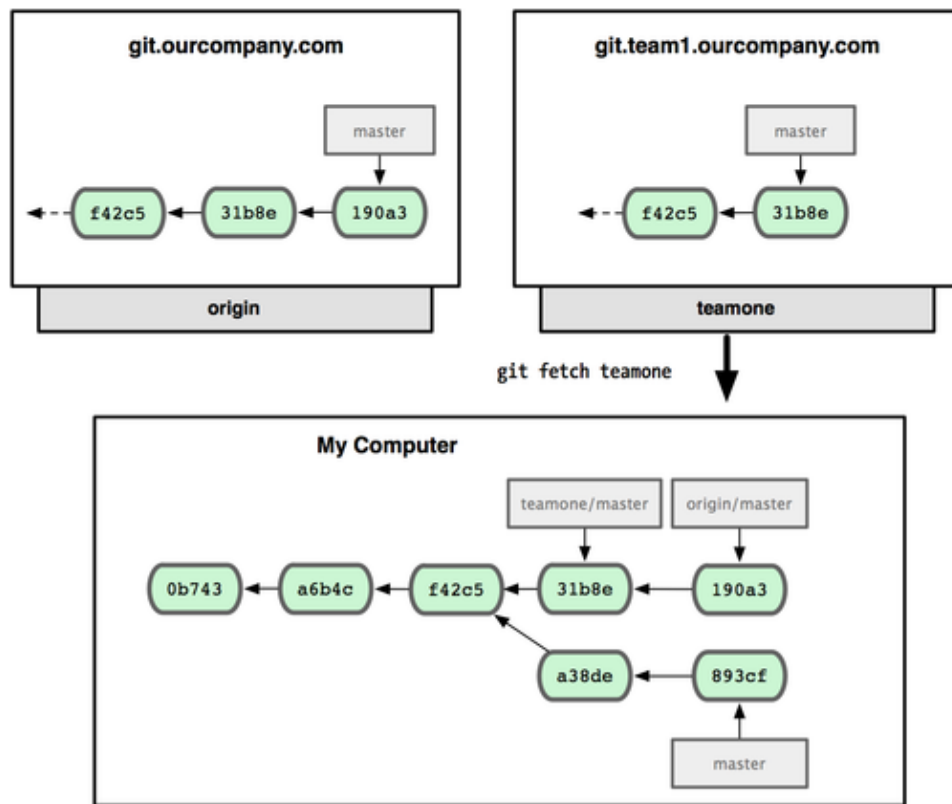 git.ourcompany.com
master
f42c5 31b8e 190a3
origin
git.team1.ourcompany.com
master
f42c5 31b8e
teamone
git fetch teamone
My Computer
teamone/master origin/master
0b743 a6b4c f42c5 31b8e 190a3
a38de 893cf
master